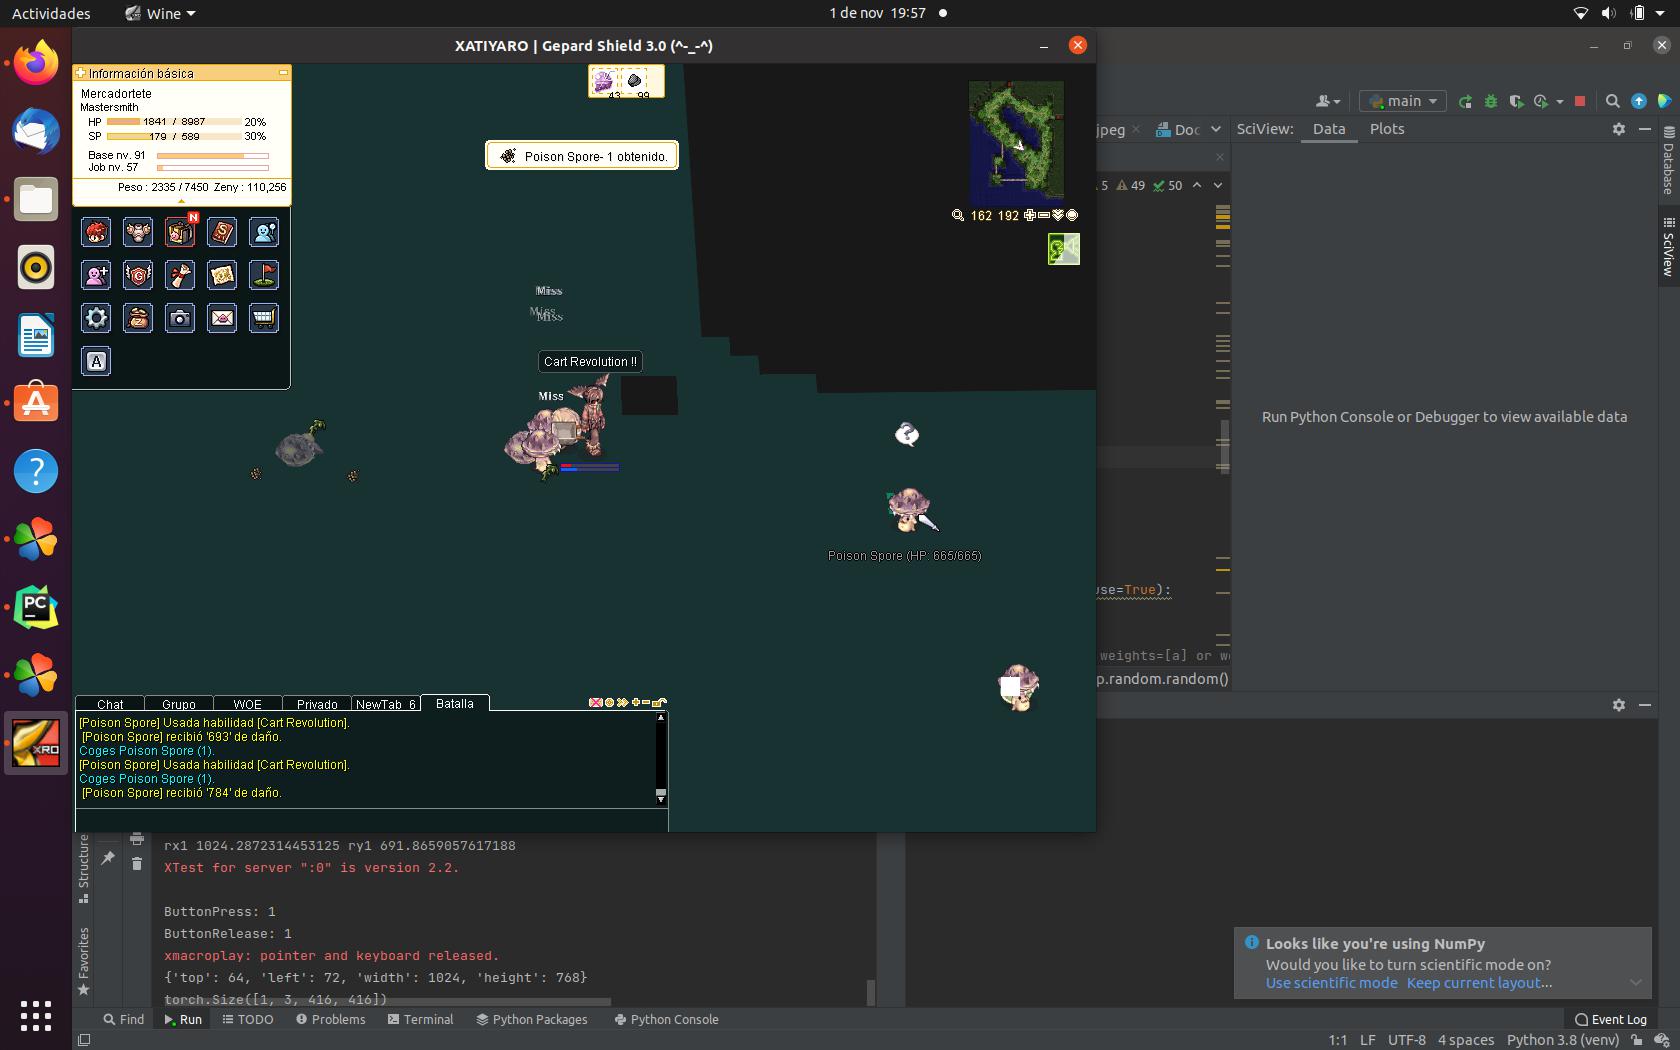 Actividades
Wine
1 de nov 19:57
XATIYARO | Gepard Shield 3.0 (^-_-^)
Información básica
Mercadortete
Mastersmith
HP 1841 / 8987 20%
SP 179 / 589 30%
Base nv. 91
Job nv. 57
Peso : 2335 / 7450 Zeny : 110,256
N
A
43 99
Poison Spore- 1 obtenido.
162 192
Miss
Miss
Miss
Cart Revolution !!
Miss
Poison Spore (HP: 665/665)
Chat Grupo WOE Privado NewTab_6 Batalla
[Poison Spore] Usada habilidad [Cart Revolution].
[Poison Spore] recibió '693' de daño.
Coges Poison Spore (1).
[Poison Spore] Usada habilidad [Cart Revolution].
Coges Poison Spore (1).
[Poison Spore] recibió '784' de daño.
main
jpeg Doc SciView: Data Plots
5 49 50
Database
SciView
Run Python Console or Debugger to view available data
use=True):
weights=[a] or w
p.random.random()
PC
XRO
rx1 1024.2872314453125 ry1 691.8659057617188
XTest for server ":0" is version 2.2.
ButtonPress: 1
ButtonRelease: 1
xmacroplay: pointer and keyboard released.
{'top': 64, 'left': 72, 'width': 1024, 'height': 768}
torch.Size([1, 3, 416, 416])
Structure
Favorites
Looks like you're using NumPy
Would you like to turn scientific mode on?
Use scientific mode Keep current layout...
Find Run TODO Problems Terminal Python Packages Python Console Event Log
1:1 LF UTF-8 4 spaces Python 3.8 (venv)